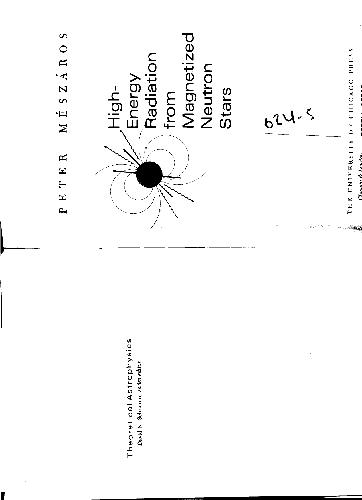 PETER MÉSZÁROS
High-
Energy
Radiation
from
Magnetized
Neutron
Stars
624-5
THE UNIVERSITY OF CHICAGO PRESS
Theoretical Astrophysics
David N. Schramm,